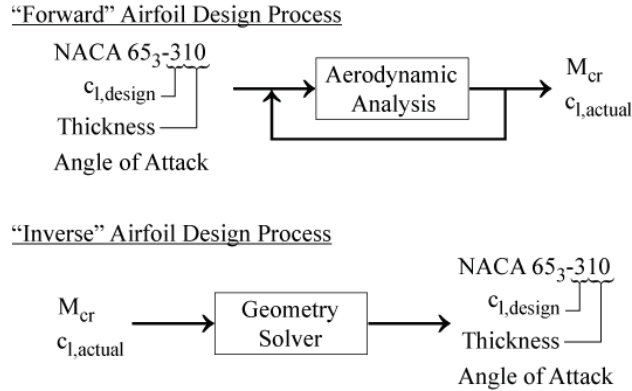 “Forward” Airfoil Design Process
NACA 65₃-310
c_l,design
Thickness
Angle of Attack
Aerodynamic
Analysis
M_cr
c_l,actual
“Inverse” Airfoil Design Process
M_cr
c_l,actual
Geometry
Solver
NACA 65₃-310
c_l,design
Thickness
Angle of Attack